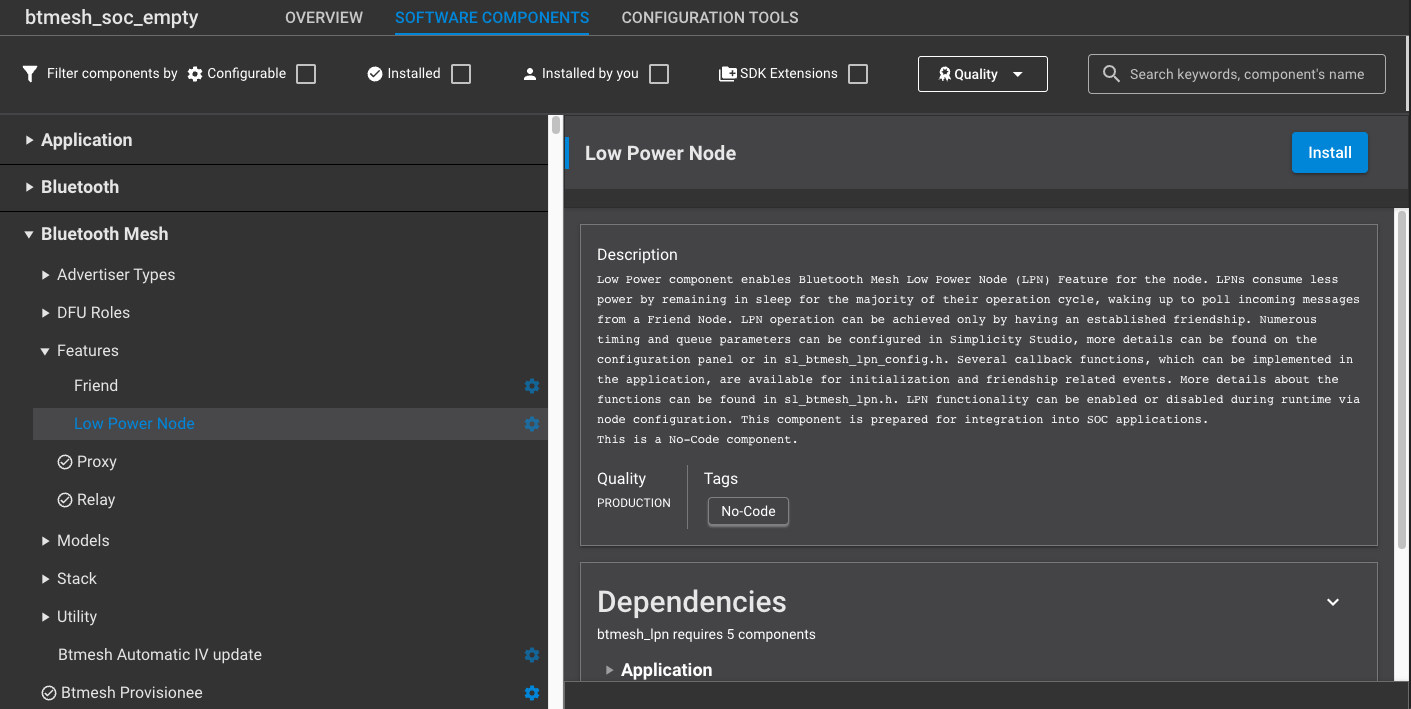 btmesh_soc_empty
OVERVIEW
SOFTWARE COMPONENTS
CONFIGURATION TOOLS
Filter components by
Configurable
Installed
Installed by you
SDK Extensions
Quality
Search keywords, component's name
Application
Bluetooth
Bluetooth Mesh
Advertiser Types
DFU Roles
Features
Friend
Low Power Node
Proxy
Relay
Models
Stack
Utility
Btmesh Automatic IV update
Btmesh Provisionee
Low Power Node
Install
Description
Low Power component enables Bluetooth Mesh Low Power Node (LPN) Feature for the node. LPNs consume less
power by remaining in sleep for the majority of their operation cycle, waking up to poll incoming messages
from a Friend Node. LPN operation can be achieved only by having an established friendship. Numerous
timing and queue parameters can be configured in Simplicity Studio, more details can be found on the
configuration panel or in sl_btmesh_lpn_config.h. Several callback functions, which can be implemented in
the application, are available for initialization and friendship related events. More details about the
functions can be found in sl_btmesh_lpn.h. LPN functionality can be enabled or disabled during runtime via
node configuration. This component is prepared for integration into SOC applications.
This is a No-Code component.
Quality
PRODUCTION
Tags
No-Code
Dependencies
btmesh_lpn requires 5 components
Application